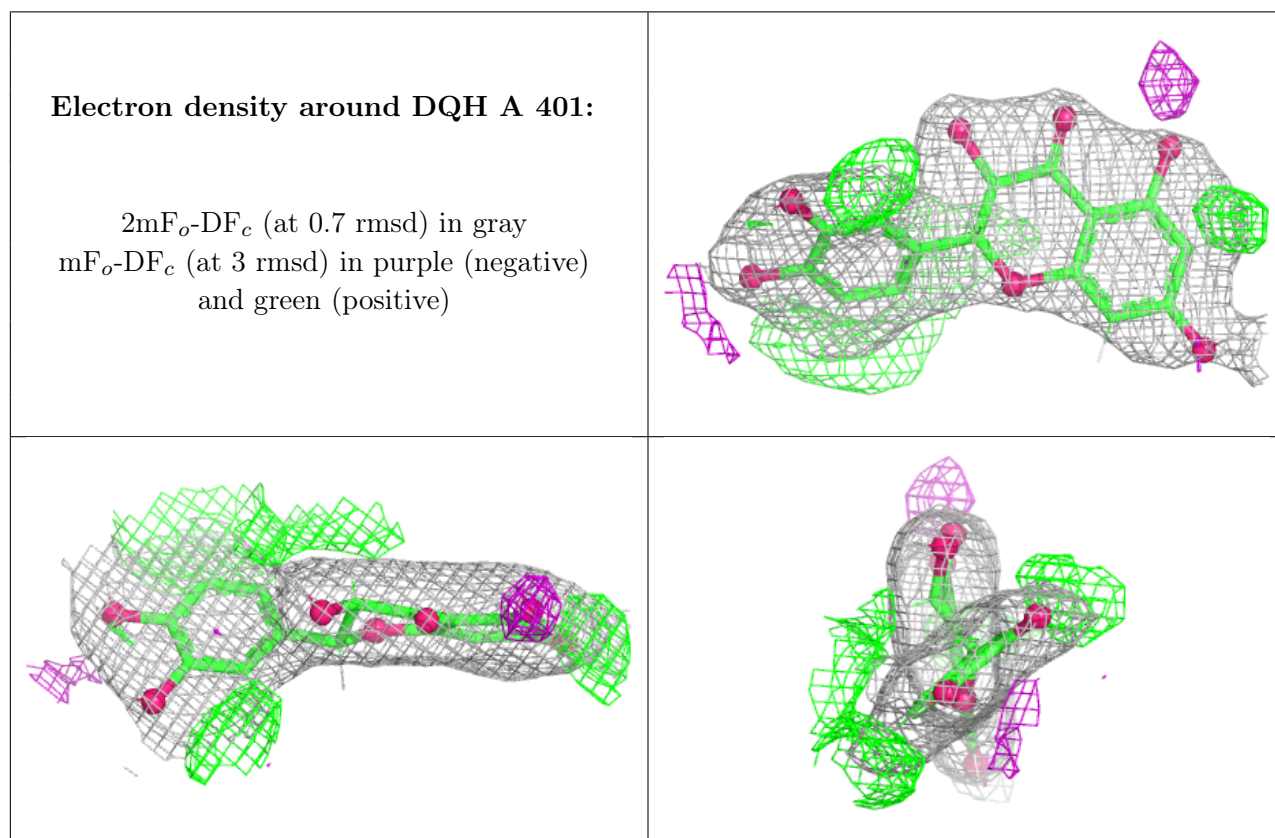 Electron density around DQH A 401:
2mFo-DFc (at 0.7 rmsd) in gray
mFo-DFc (at 3 rmsd) in purple (negative)
and green (positive)